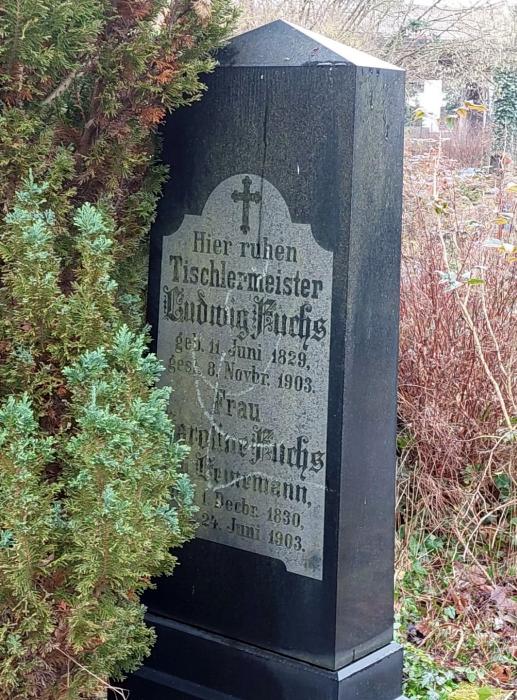 Hier ruhen
Tischlermeister
Ludwig Fuchs
geb. 11. Juni 1829,
gest. 8. Novbr. 1903.
Frau
Fuchs
Heinemann,
1. Decbr. 1830,
24. Juni 1903.